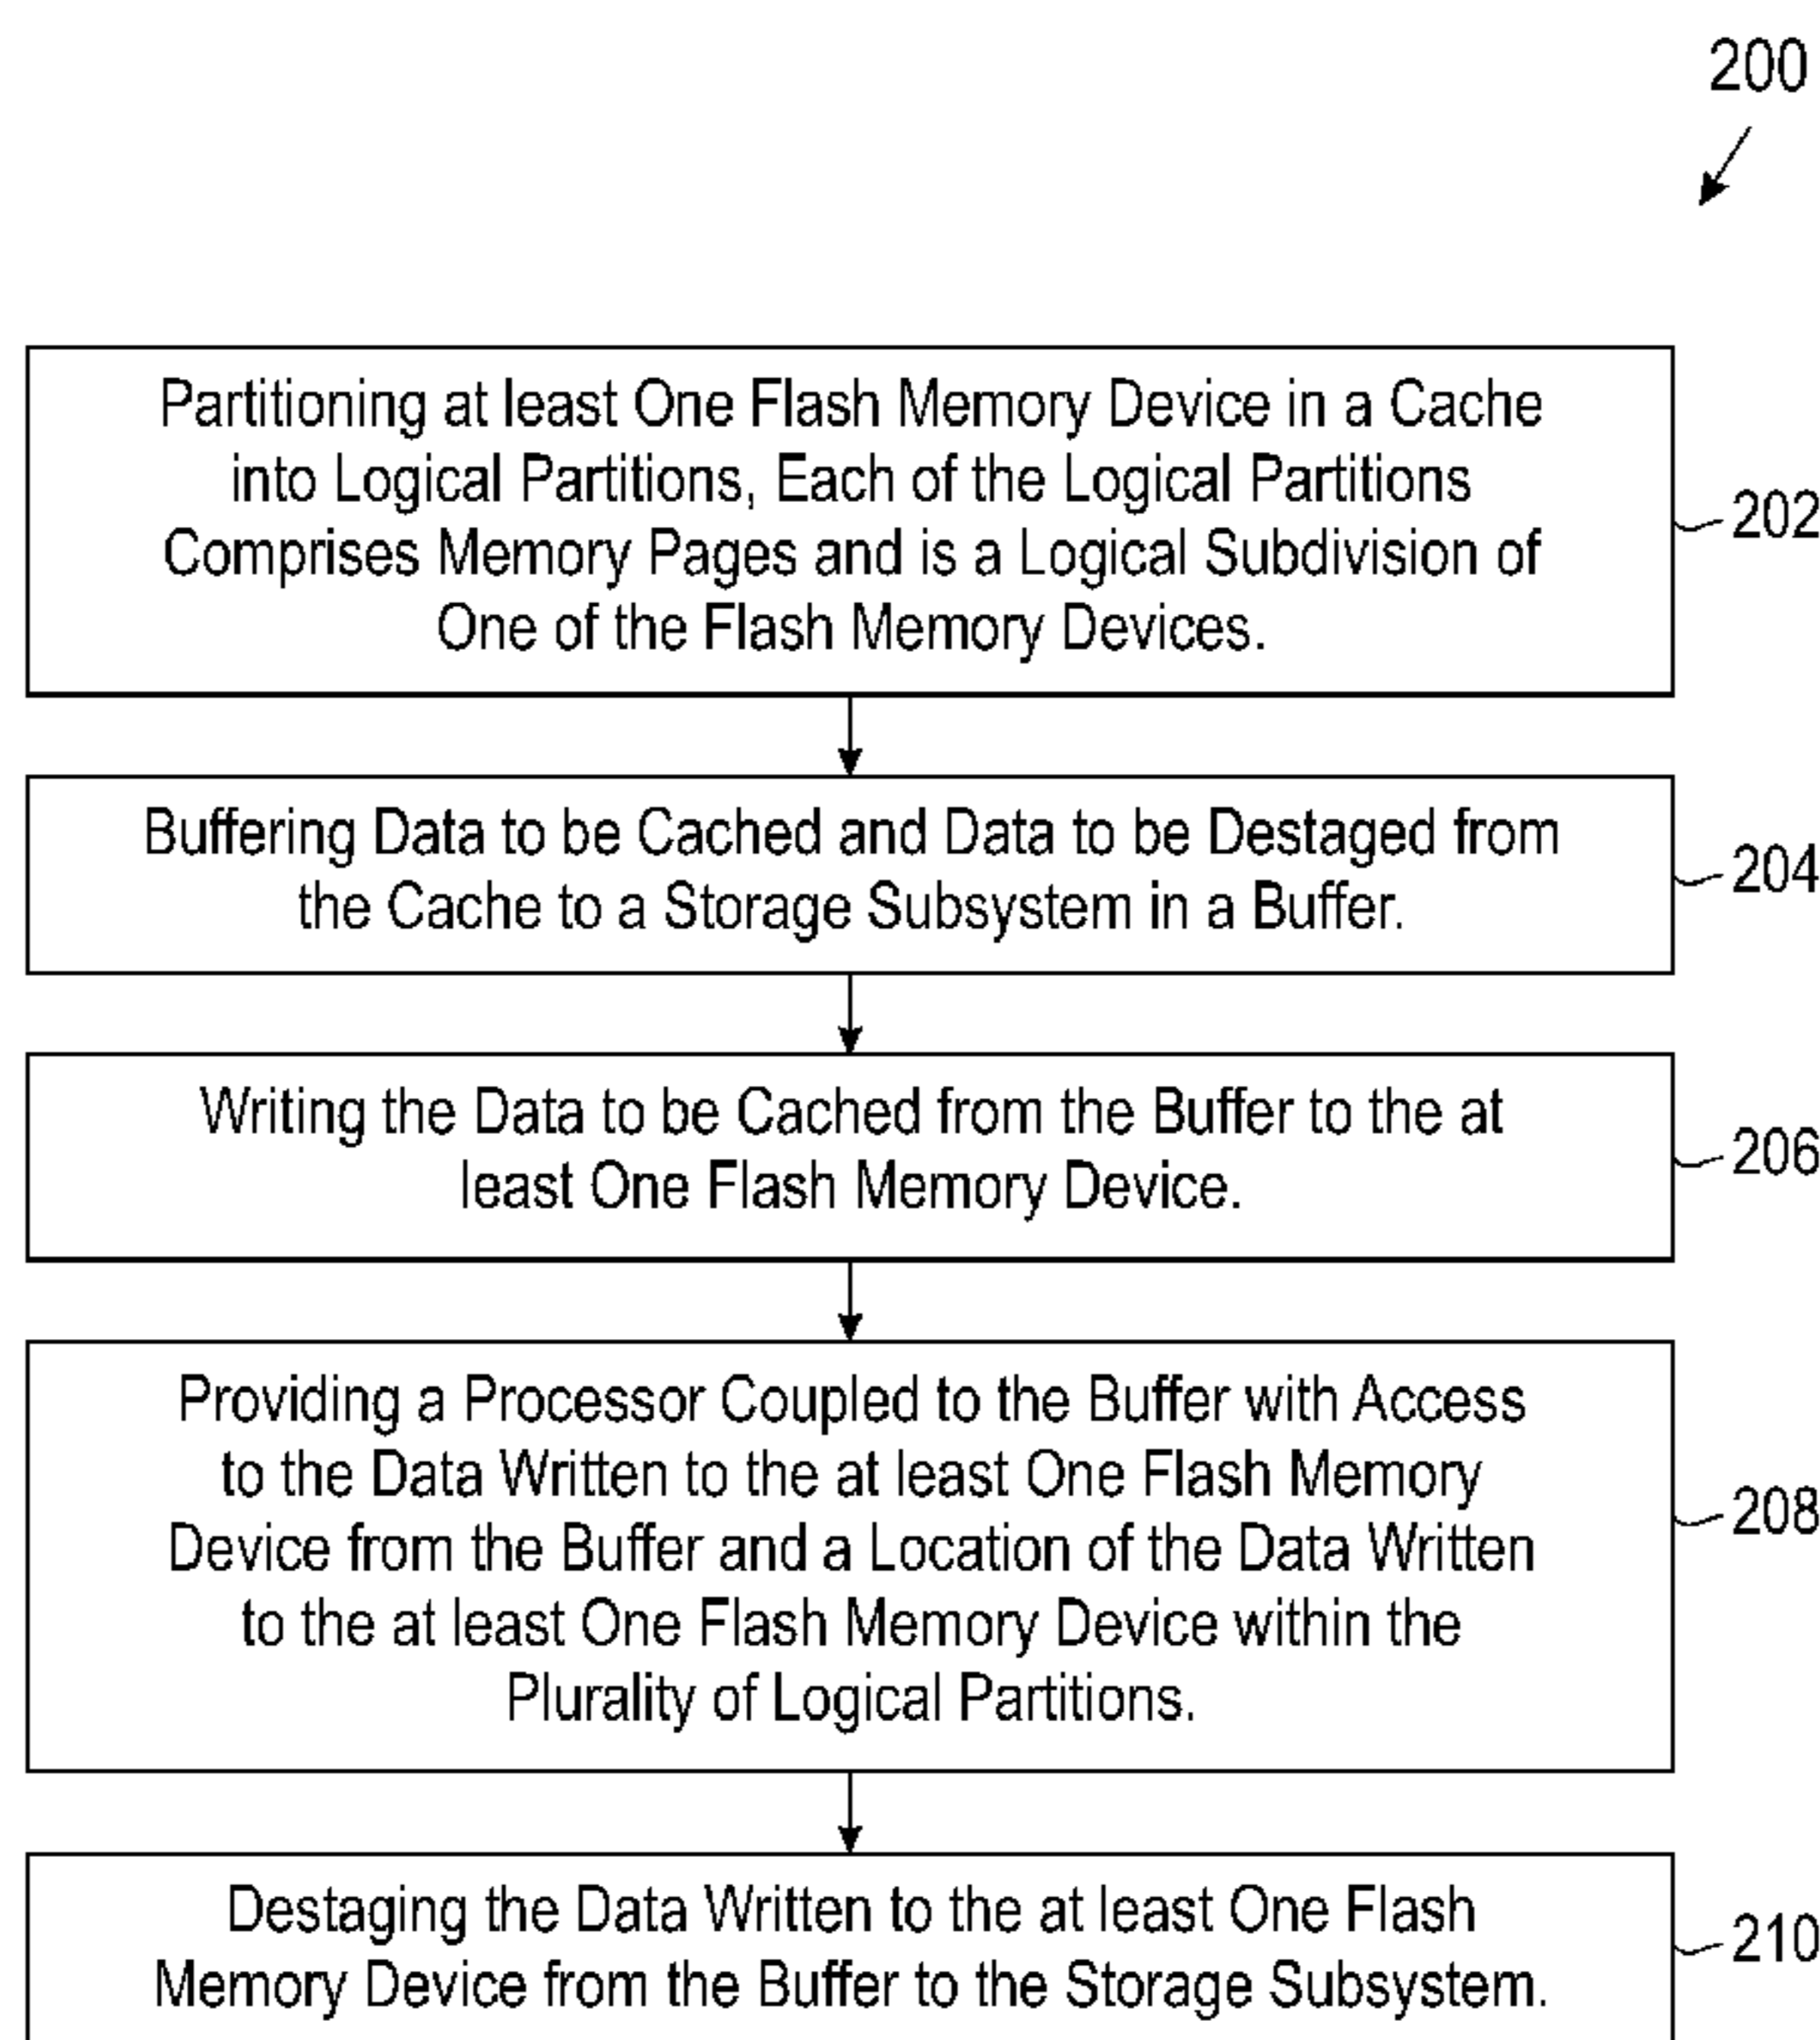 200
Partitioning at least One Flash Memory Device in a Cache
into Logical Partitions, Each of the Logical Partitions
Comprises Memory Pages and is a Logical Subdivision of
One of the Flash Memory Devices.
202
Buffering Data to be Cached and Data to be Destaged from
the Cache to a Storage Subsystem in a Buffer.
204
Writing the Data to be Cached from the Buffer to the at
least One Flash Memory Device.
206
Providing a Processor Coupled to the Buffer with Access
to the Data Written to the at least One Flash Memory
Device from the Buffer and a Location of the Data Written
to the at least One Flash Memory Device within the
Plurality of Logical Partitions.
208
Destaging the Data Written to the at least One Flash
Memory Device from the Buffer to the Storage Subsystem.
210